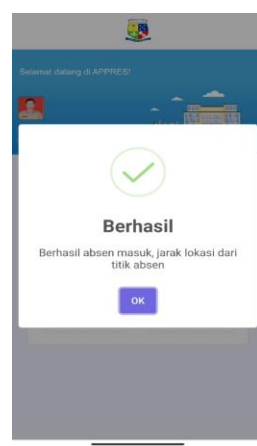 Selamat datang di APPRES!
Berhasil
Berhasil absen masuk, jarak lokasi dari
titik absen
OK